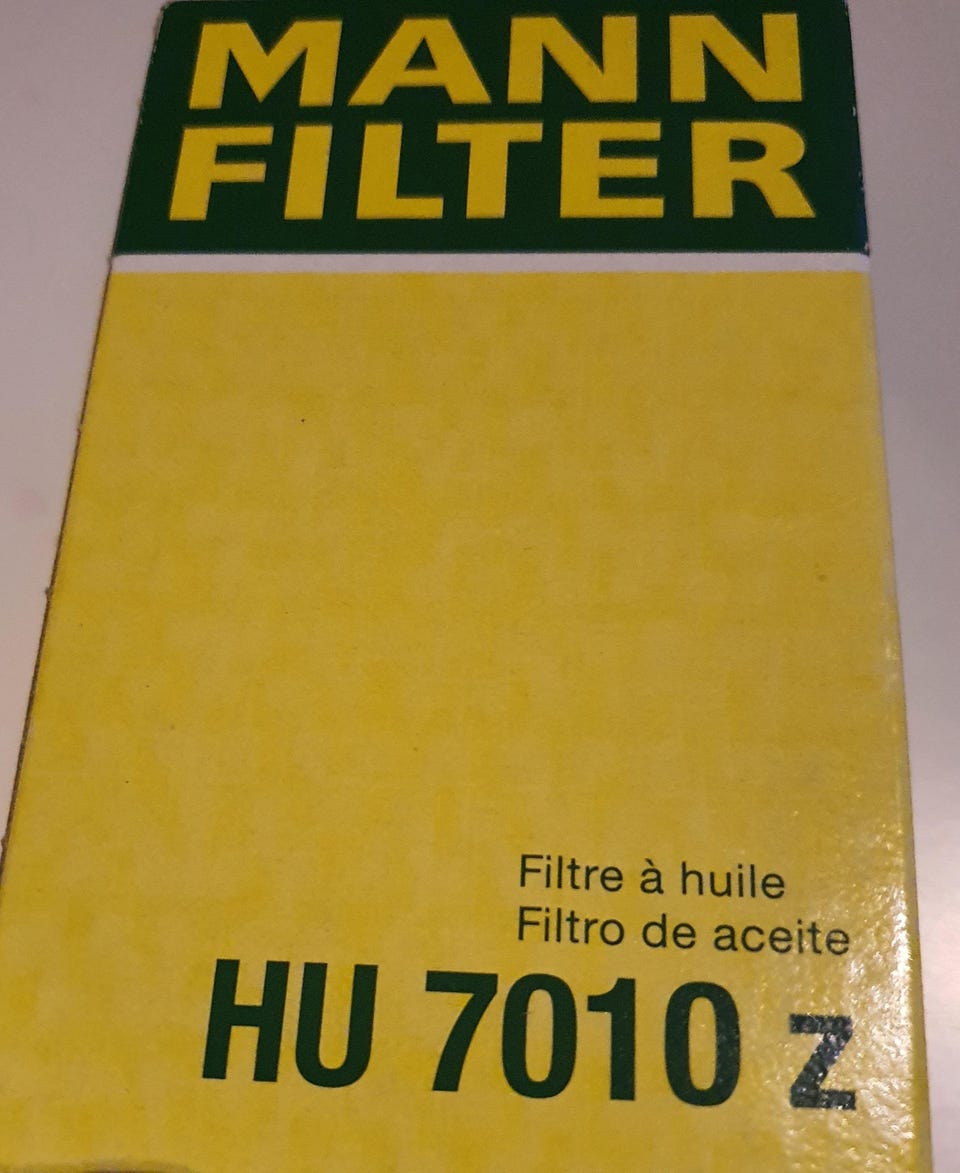 MANN
FILTER
Filtre à huile
Filtro de aceite
HU 7010 z